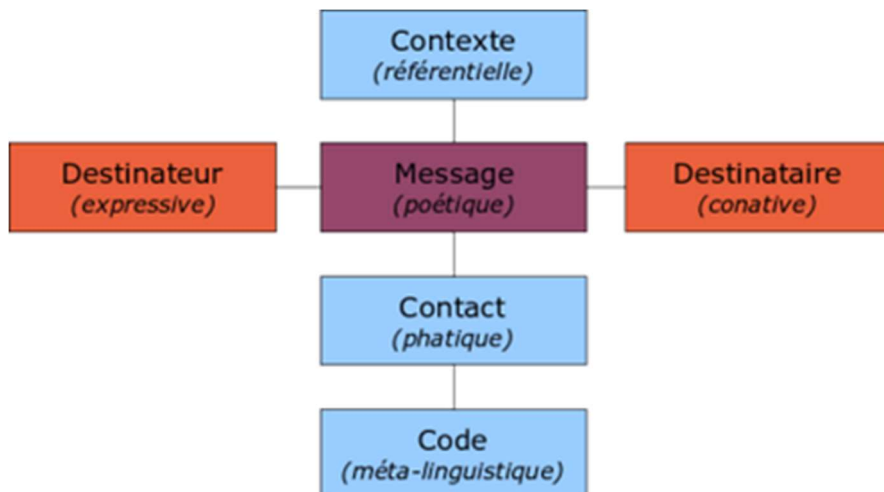 Contexte
(référentielle)
Destinateur
(expressive)
Message
(poétique)
Destinataire
(conative)
Contact
(phatique)
Code
(méta-linguistique)